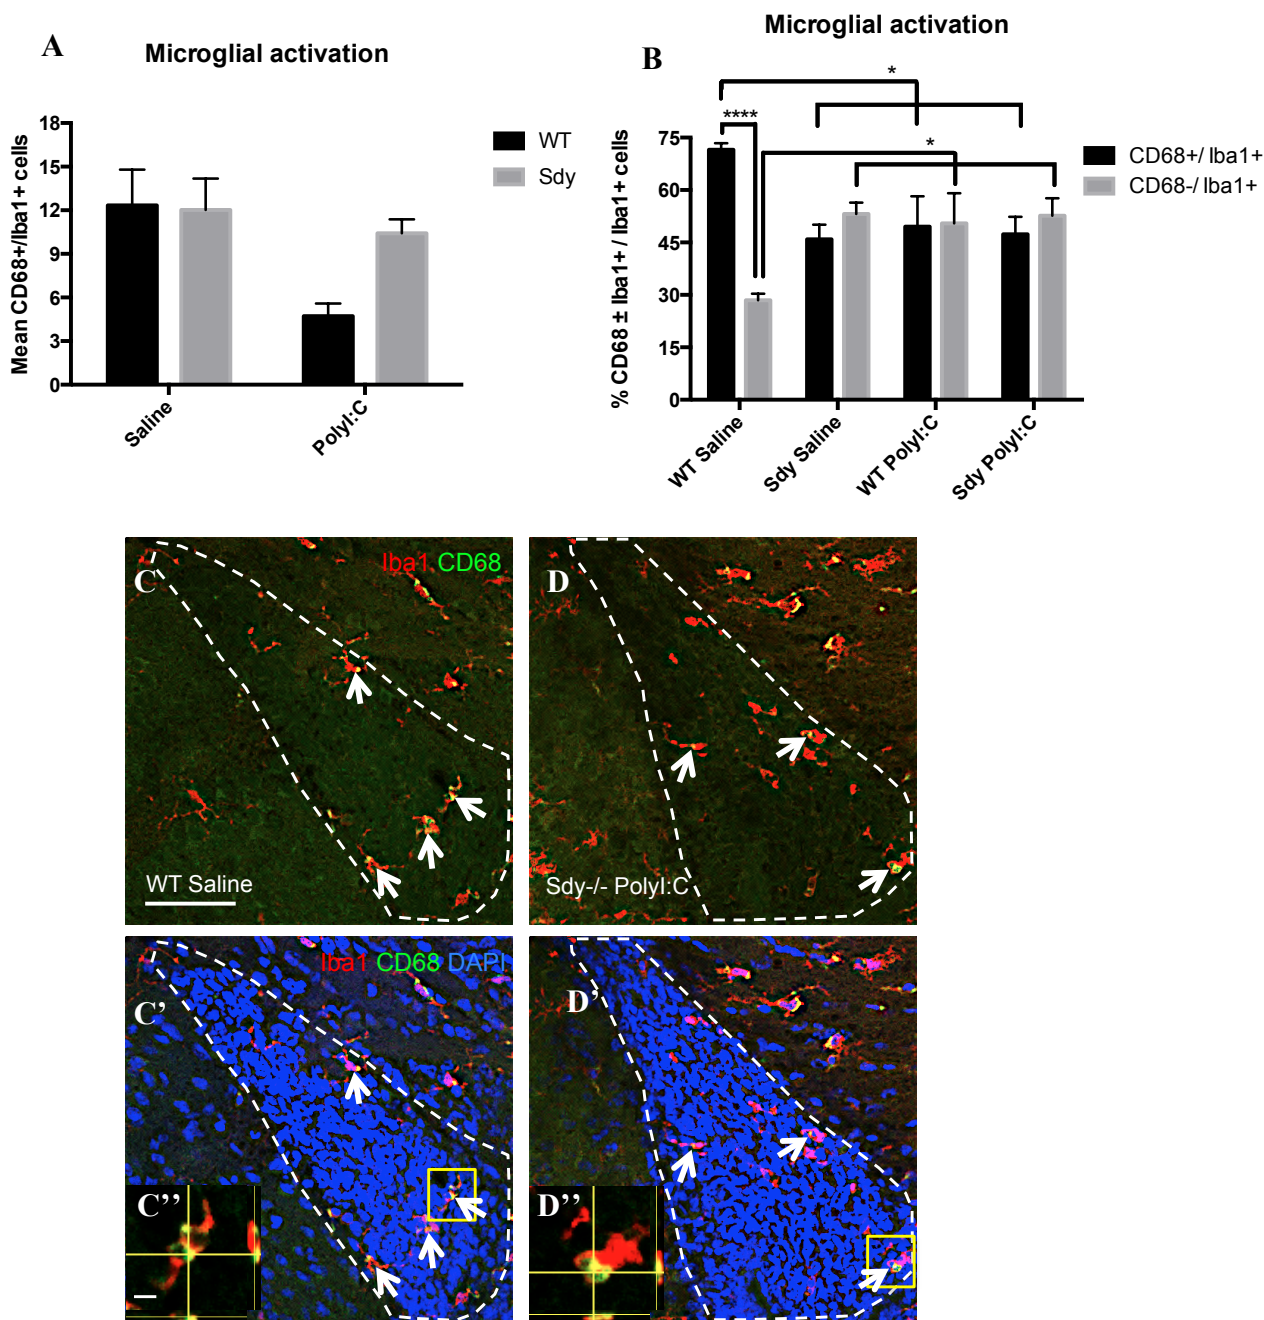 A
Microglial activation
Mean CD68+/Iba1+ cells
18
15
12
9
6
3
0
Saline
PolyI:C
WT
Sdy
B
Microglial activation
% CD68 ± Iba1+ / Iba1+ cells
75
60
45
30
15
0
*
****
*
WT Saline
Sdy Saline
WT PolyI:C
Sdy PolyI:C
CD68+/ Iba1+
CD68-/ Iba1+
C
Iba1 CD68
WT Saline
D
Sdy-/- PolyI:C
C’
Iba1 CD68 DAPI
C’’
D’
D’’